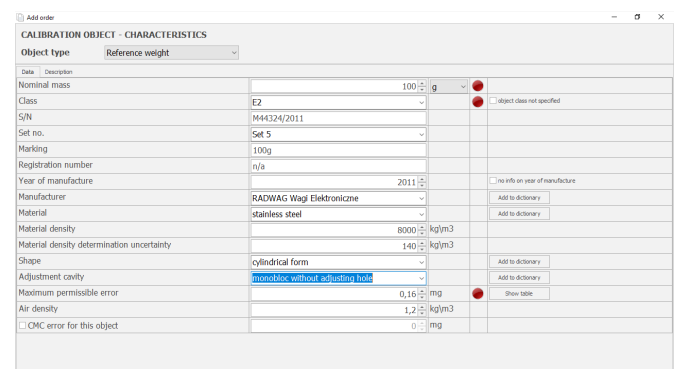 Add order
CALIBRATION OBJECT - CHARACTERISTICS
Object type Reference weight
Data Description
Nominal mass 100 g
Class E2 object class not specified
S/N M44324/2011
Set no. Set 5
Marking 100g
Registration number n/a
Year of manufacture 2011 no info on year of manufacture
Manufacturer RADWAG Wagi Elektroniczne Add to dictionary
Material stainless steel Add to dictionary
Material density 8000 kg\m3
Material density determination uncertainty 140 kg\m3
Shape cylindrical form Add to dictionary
Adjustment cavity monobloc without adjusting hole Add to dictionary
Maximum permissible error 0,16 mg Show table
Air density 1,2 kg\m3
CMC error for this object 0 mg